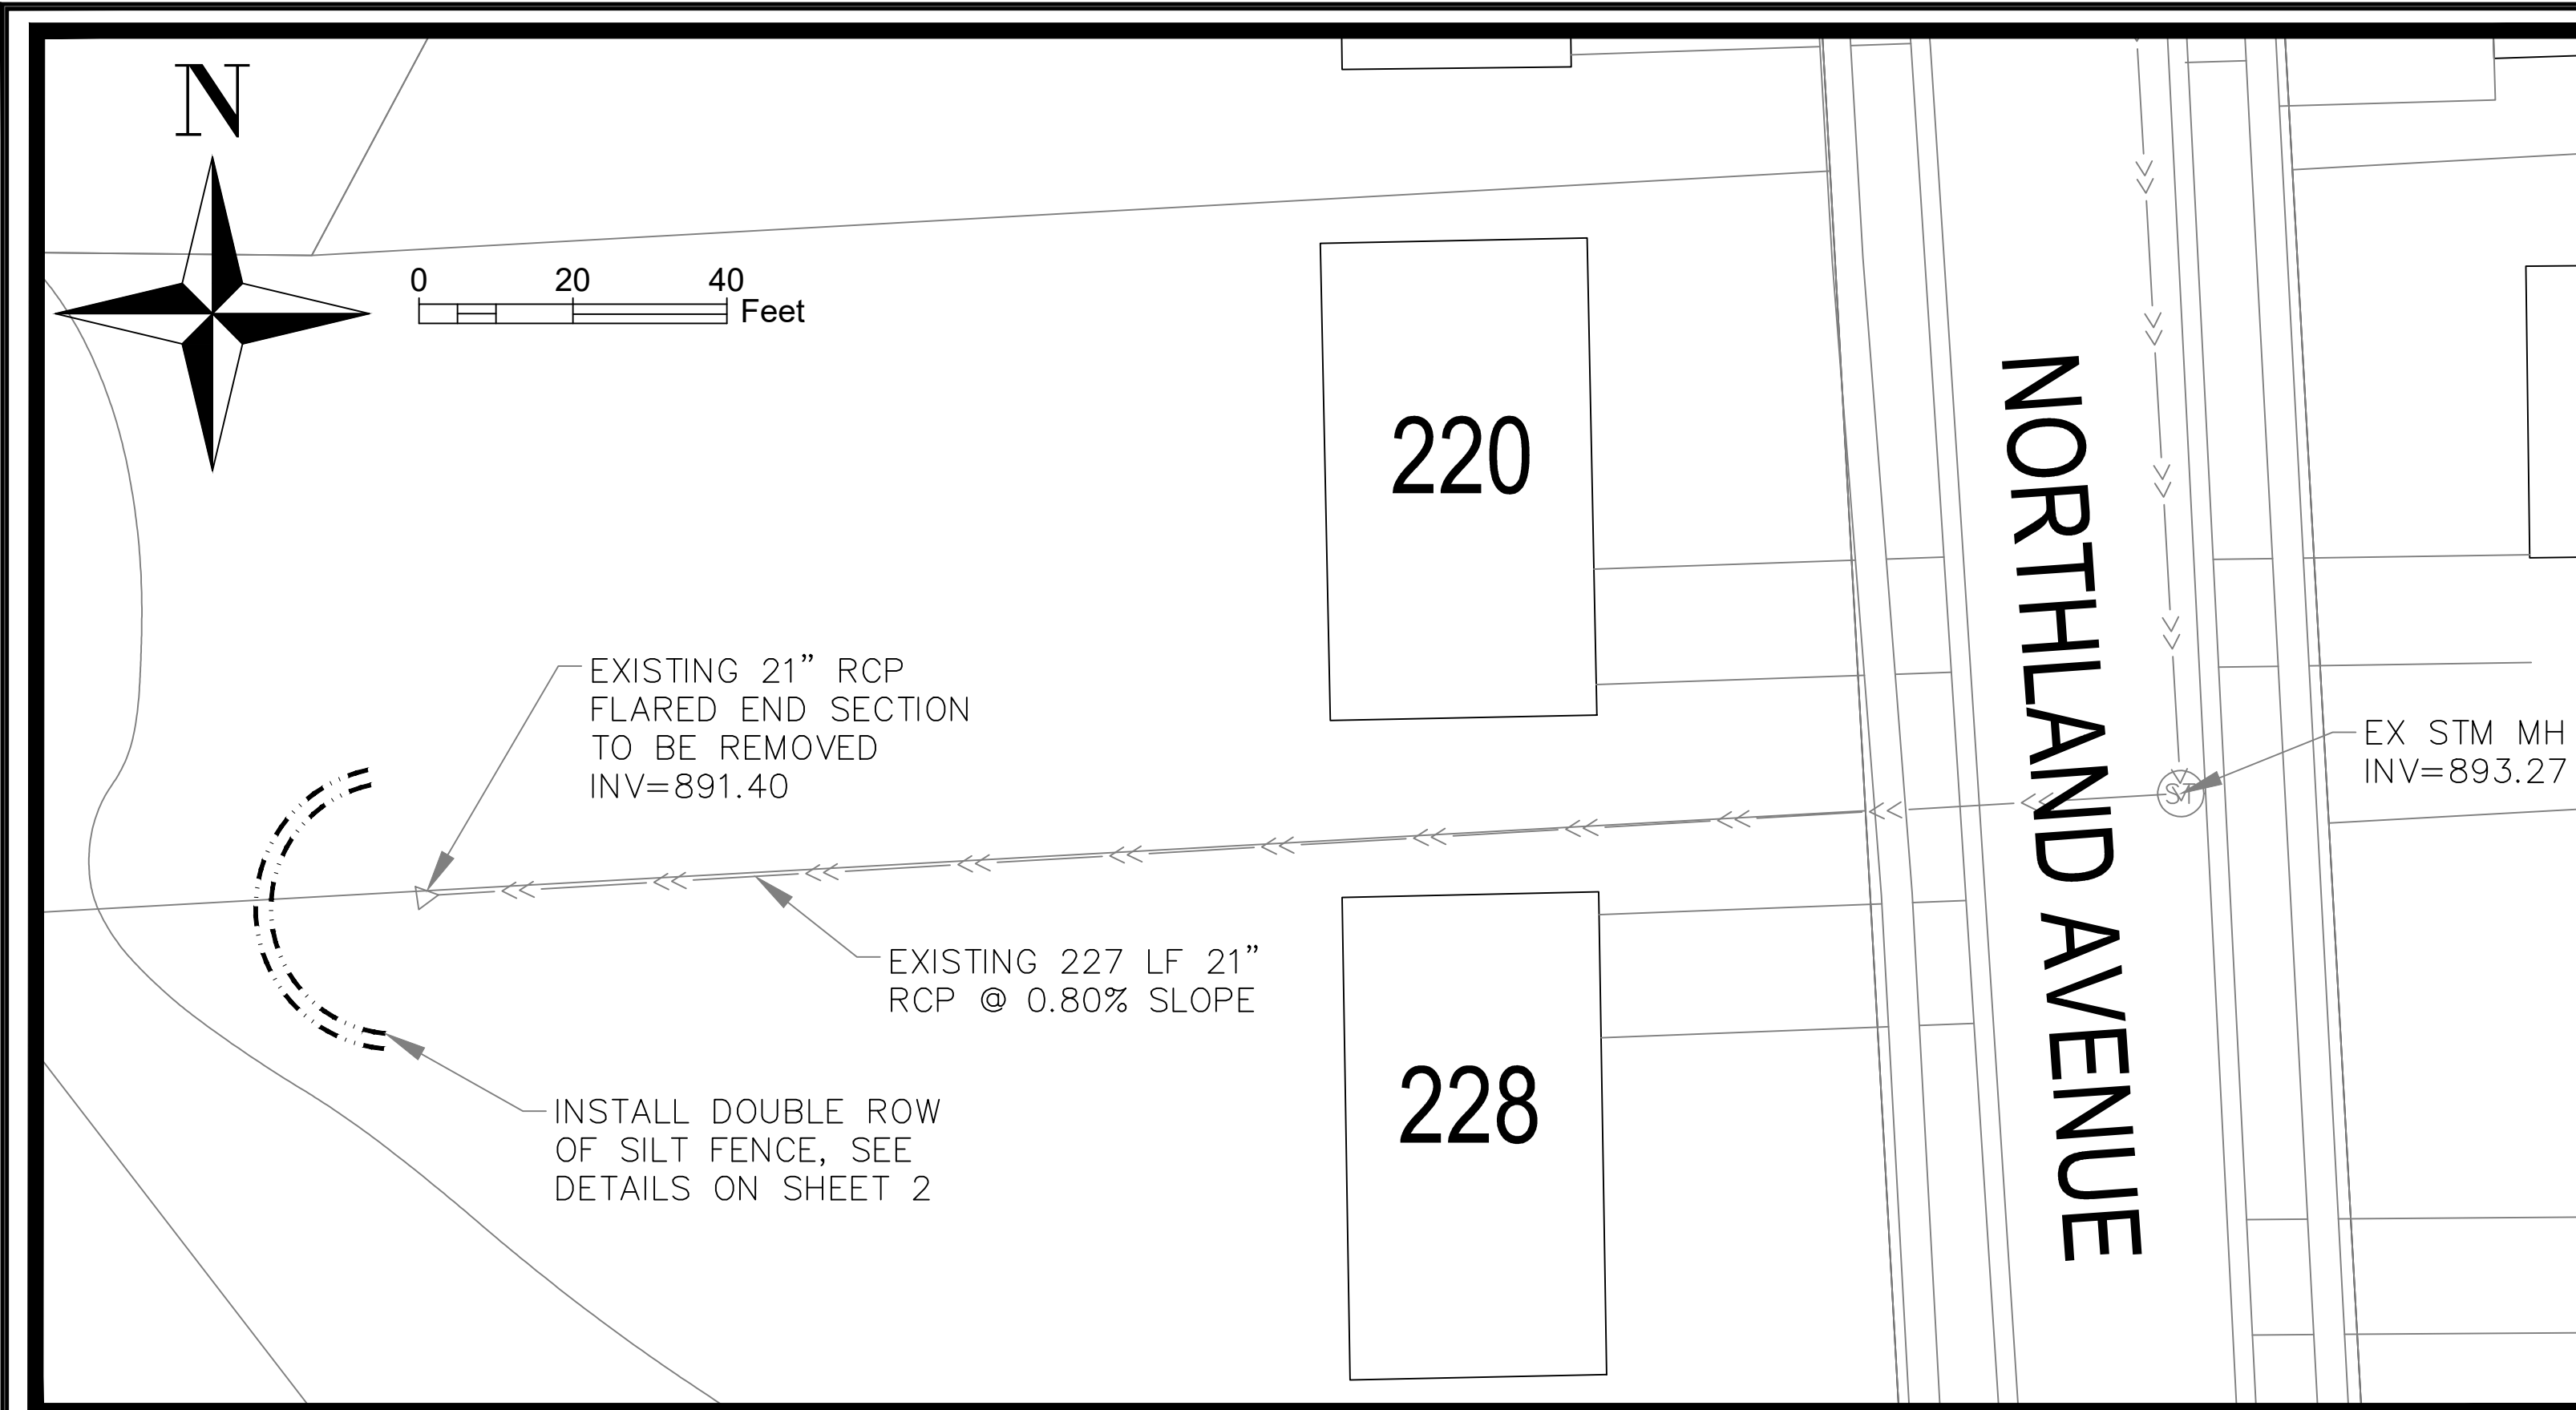 N
0 20 40
Feet
220
NORTHLAND AVENUE
EXISTING 21” RCP
FLARED END SECTION
TO BE REMOVED
INV=891.40
EX STM MH
INV=893.27
ST
EXISTING 227 LF 21”
RCP @ 0.80% SLOPE
228
INSTALL DOUBLE ROW
OF SILT FENCE, SEE
DETAILS ON SHEET 2